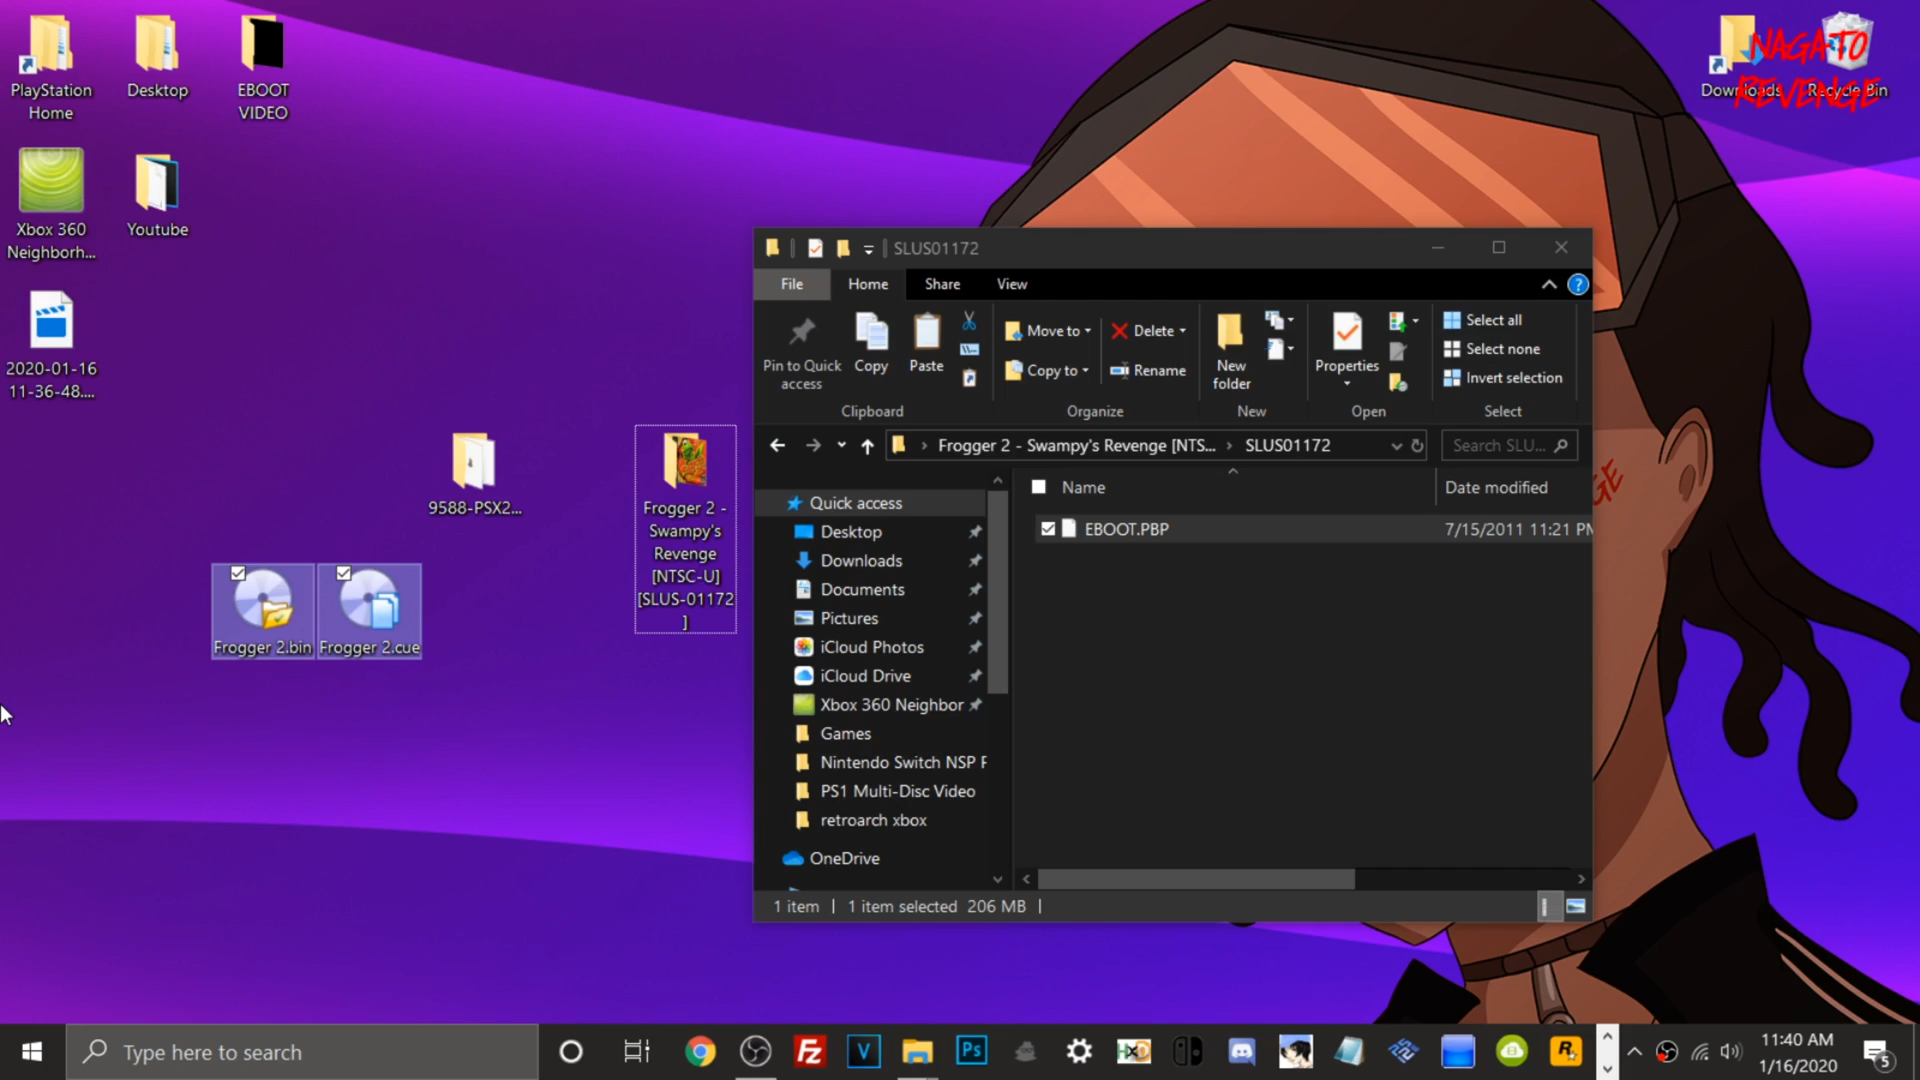 PlayStation
Home
Desktop
EBOOT
VIDEO
Xbox 360
Neighborh...
Youtube
2020-01-16
11-36-48....
9588-PSX2...
Frogger 2 -
Swampy's
Revenge
[NTSC-U]
[SLUS-01172
]
Frogger 2.bin
Frogger 2.cue
Downloads
Recycle Bin
NAGATO
REVENGE
SLUS01172
File
Home
Share
View
Pin to Quick
access
Copy
Paste
Move to
Copy to
Delete
Rename
New
folder
Properties
Select all
Select none
Invert selection
Clipboard
Organize
New
Open
Select
Frogger 2 - Swampy's Revenge [NTS... › SLUS01172
Search SLU...
Name
Date modified
EBOOT.PBP
7/15/2011 11:21 PM
Quick access
Desktop
Downloads
Documents
Pictures
iCloud Photos
iCloud Drive
Xbox 360 Neighbor
Games
Nintendo Switch NSP F
PS1 Multi-Disc Video
retroarch xbox
OneDrive
1 item
1 item selected 206 MB
Type here to search
Fz
V
Ps
HxD
R
11:40 AM
1/16/2020
5